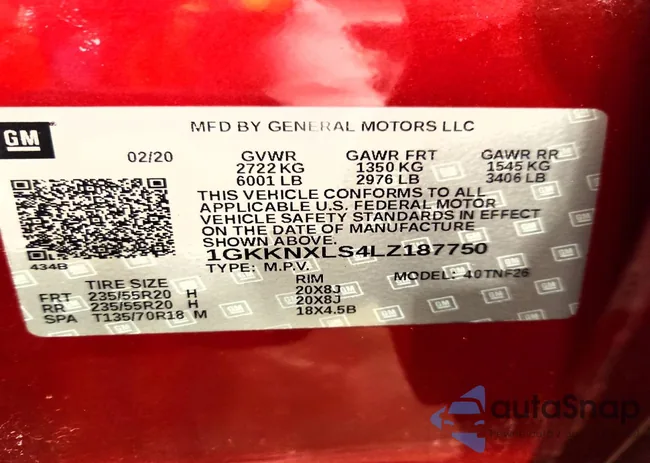 GM
MFD BY GENERAL MOTORS LLC
02/20 GVWR GAWR FRT GAWR RR
2722 KG 1350 KG 1545 KG
6001 LB 2976 LB 3406 LB
THIS VEHICLE CONFORMS TO ALL
APPLICABLE U.S. FEDERAL MOTOR
VEHICLE SAFETY STANDARDS IN EFFECT
ON THE DATE OF MANUFACTURE
SHOWN ABOVE.
434B 1GKKNXLS4LZ187750
TYPE: M.P.V. MODEL: 40TNF26
TIRE SIZE RIM
FRT 235/55R20 H 20X8J
RR 235/55R20 H 20X8J
SPA T135/70R18 M 18X4.5B
autoSnap